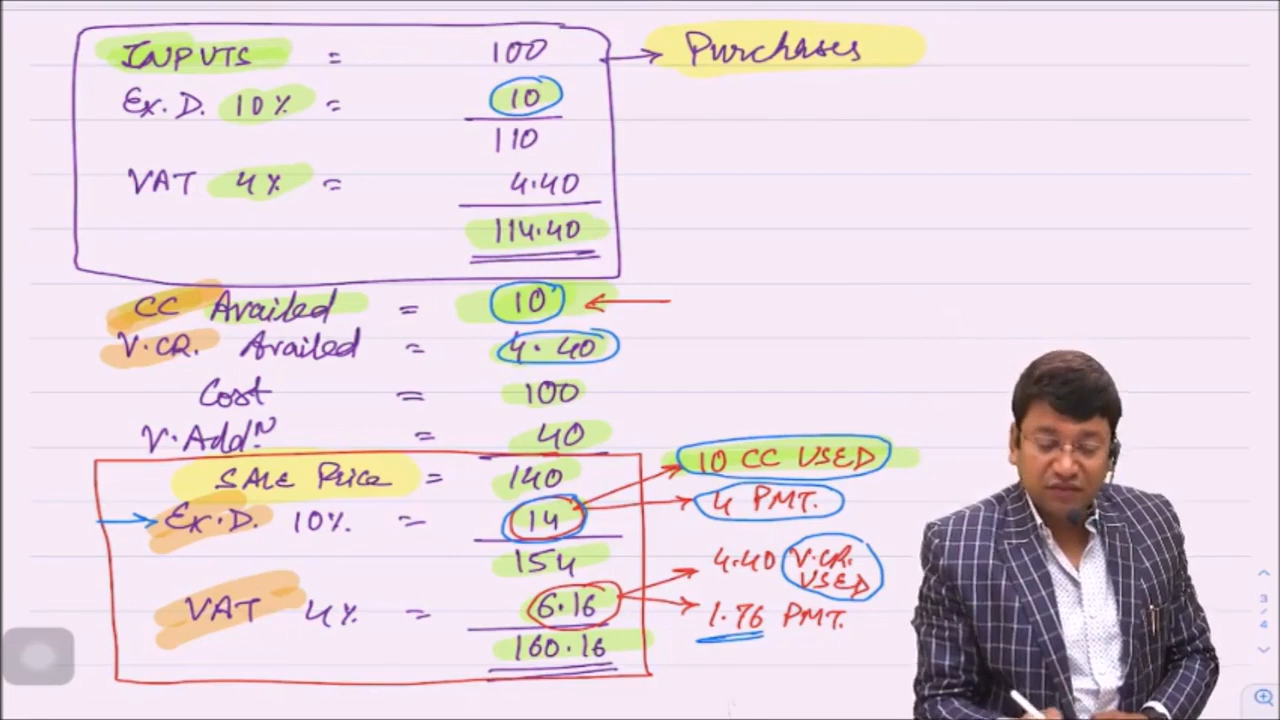 INPUTS = 100 → Purchases
Ex. D. 10% = 10
110
VAT 4% = 4.40
114.40
CC Availed = 10 ←
V.CR. Availed = 4.40
Cost = 100
V. Addⁿ = 40
SALE Price = 140
10 CC USED
Ex. D. 10% = 14
4 PMT.
154
4.40 V.CR. USED
VAT 4% = 6.16
1.76 PMT.
160.16
3/4